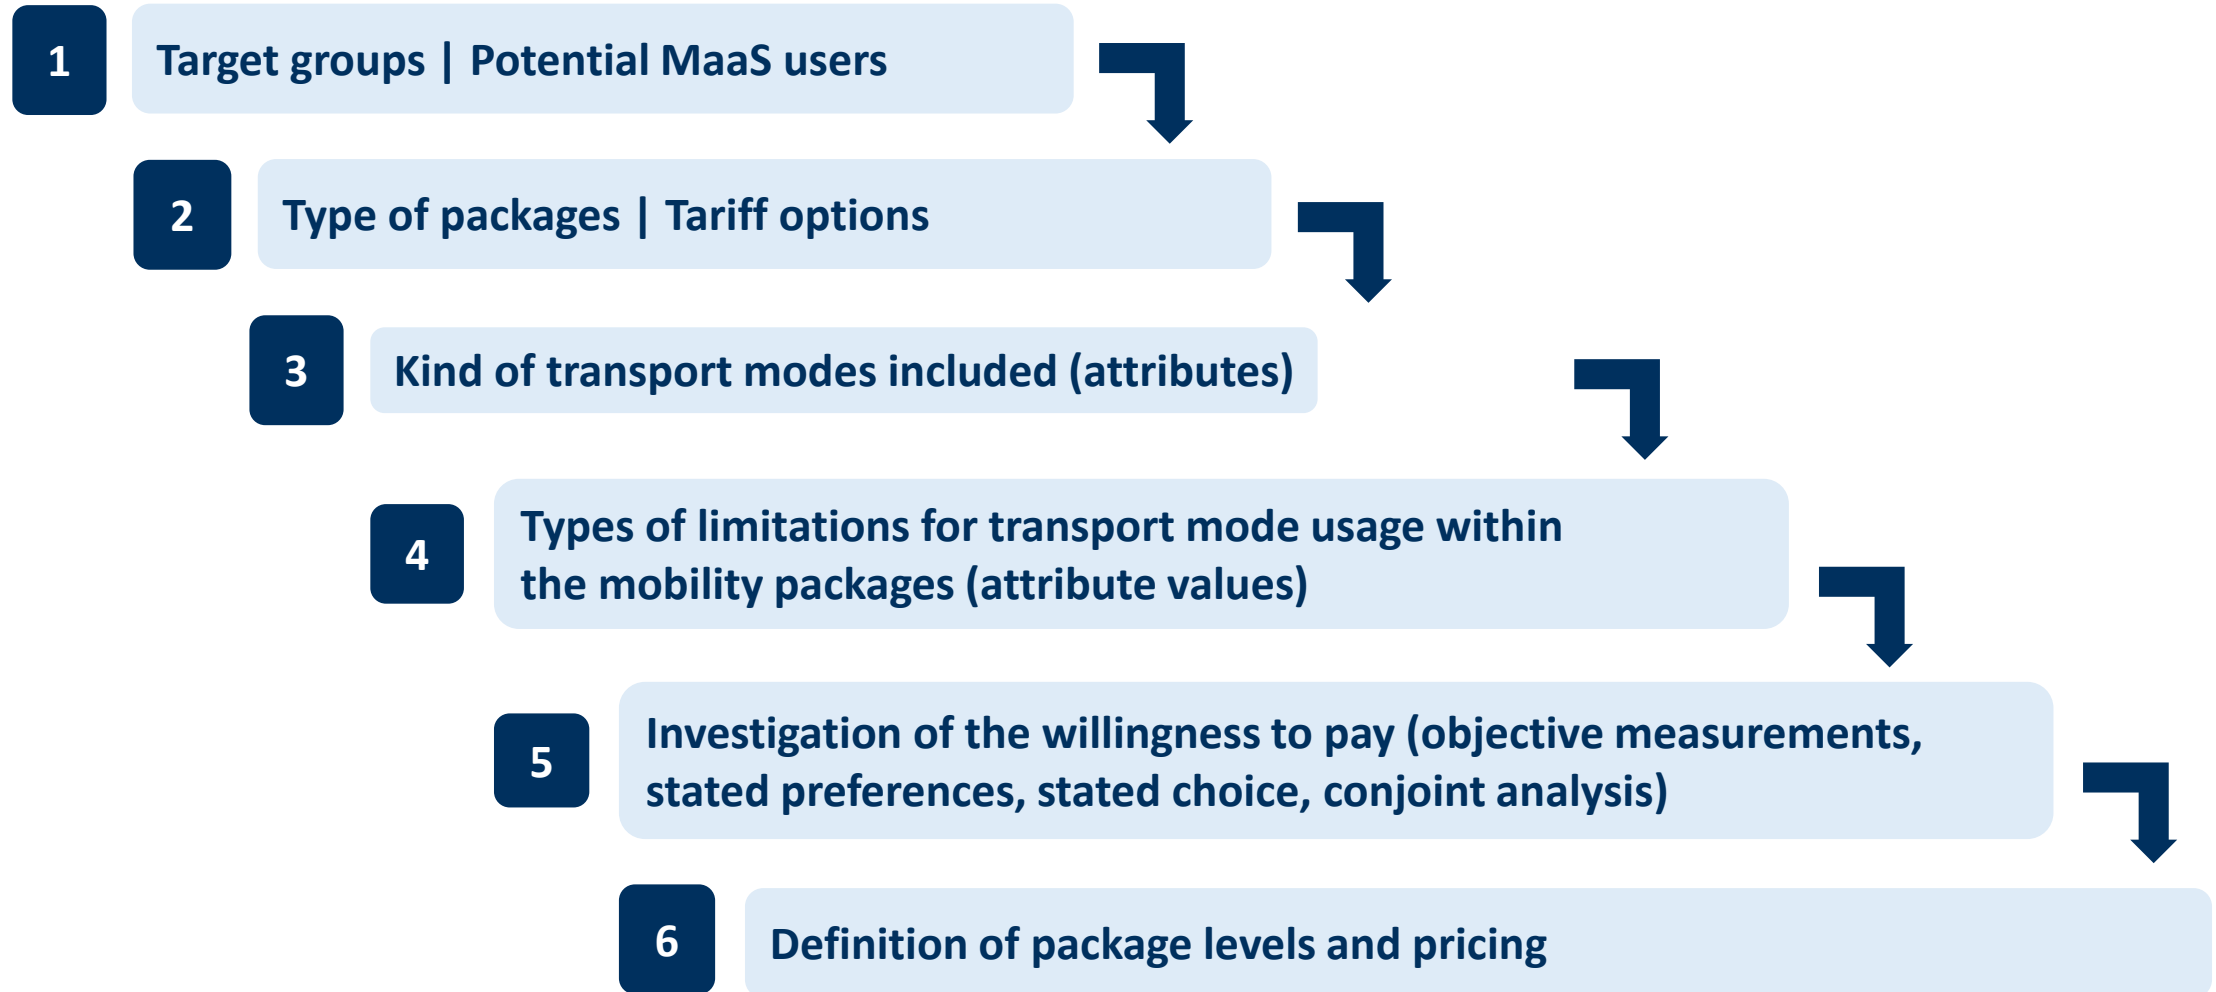 1
Target groups | Potential MaaS users
2
Type of packages | Tariff options
3
Kind of transport modes included (attributes)
4
Types of limitations for transport mode usage within
the mobility packages (attribute values)
5
Investigation of the willingness to pay (objective measurements,
stated preferences, stated choice, conjoint analysis)
6
Definition of package levels and pricing